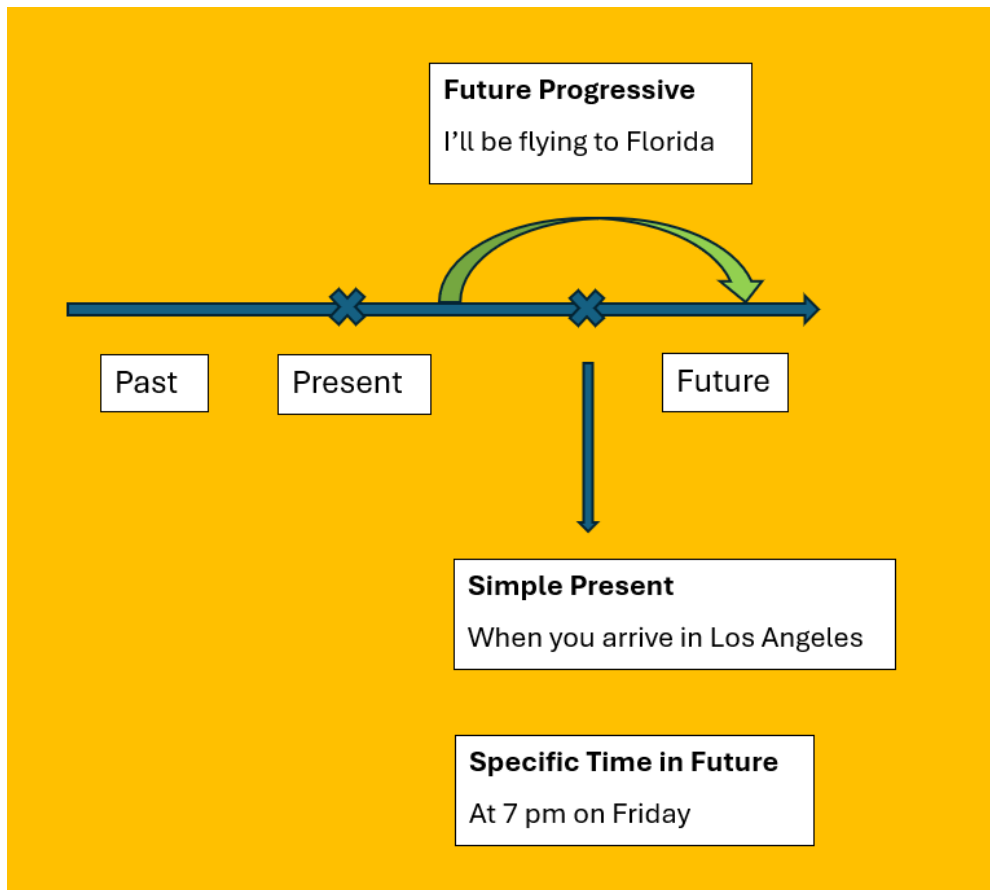 Future Progressive
I’ll be flying to Florida
Past
Present
Future
Simple Present
When you arrive in Los Angeles
Specific Time in Future
At 7 pm on Friday